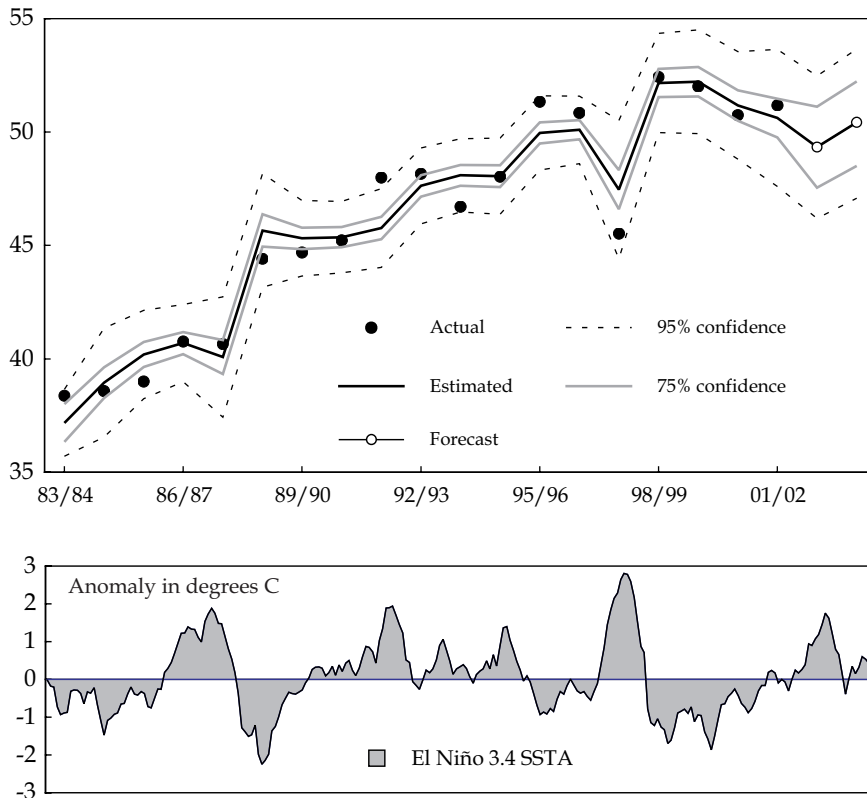 55
50
45
40
35
Actual
95% confidence
Estimated
75% confidence
Forecast
83/84 86/87 89/90 92/93 95/96 98/99 01/02
3
2
1
0
-1
-2
-3
Anomaly in degrees C
El Niño 3.4 SSTA